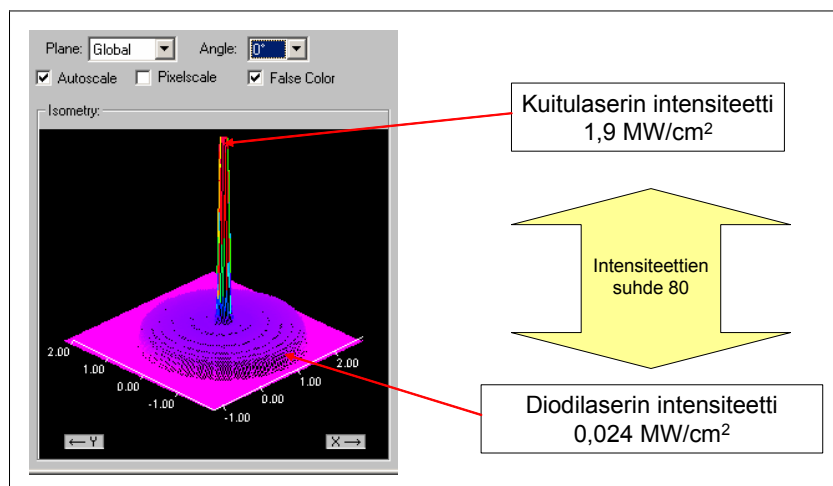 Plane: Global Angle: 0°
Autoscale Pixelscale False Color
Isometry:
2.00
1.00
0.00
-1.00
-1.00
0.00
1.00
2.00
← Y
X →
Kuitulaserin intensiteetti
1,9 MW/cm²
Intensiteettien
suhde 80
Diodilaserin intensiteetti
0,024 MW/cm²